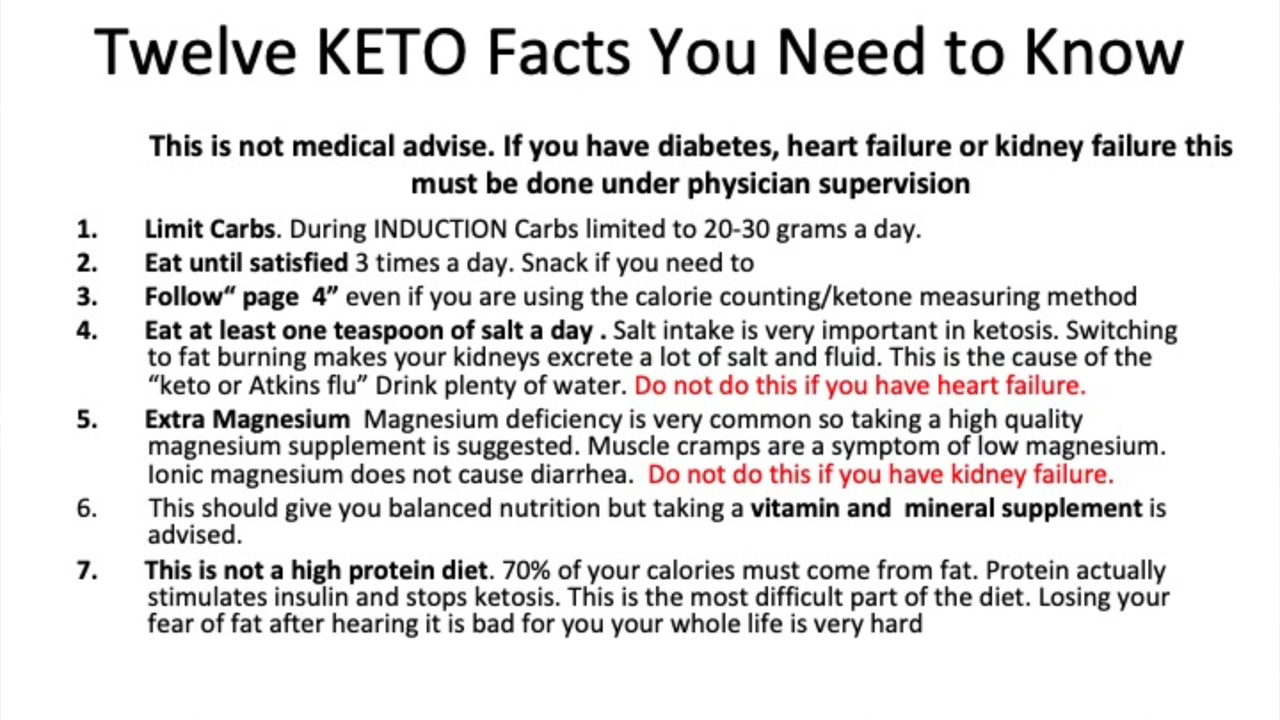 Twelve KETO Facts You Need to Know
This is not medical advise. If you have diabetes, heart failure or kidney failure this
must be done under physician supervision
1. Limit Carbs. During INDUCTION Carbs limited to 20-30 grams a day.
2. Eat until satisfied 3 times a day. Snack if you need to
3. Follow“ page 4” even if you are using the calorie counting/ketone measuring method
4. Eat at least one teaspoon of salt a day . Salt intake is very important in ketosis. Switching
to fat burning makes your kidneys excrete a lot of salt and fluid. This is the cause of the
“keto or Atkins flu” Drink plenty of water. Do not do this if you have heart failure.
5. Extra Magnesium Magnesium deficiency is very common so taking a high quality
magnesium supplement is suggested. Muscle cramps are a symptom of low magnesium.
Ionic magnesium does not cause diarrhea. Do not do this if you have kidney failure.
6. This should give you balanced nutrition but taking a vitamin and mineral supplement is
advised.
7. This is not a high protein diet. 70% of your calories must come from fat. Protein actually
stimulates insulin and stops ketosis. This is the most difficult part of the diet. Losing your
fear of fat after hearing it is bad for you your whole life is very hard